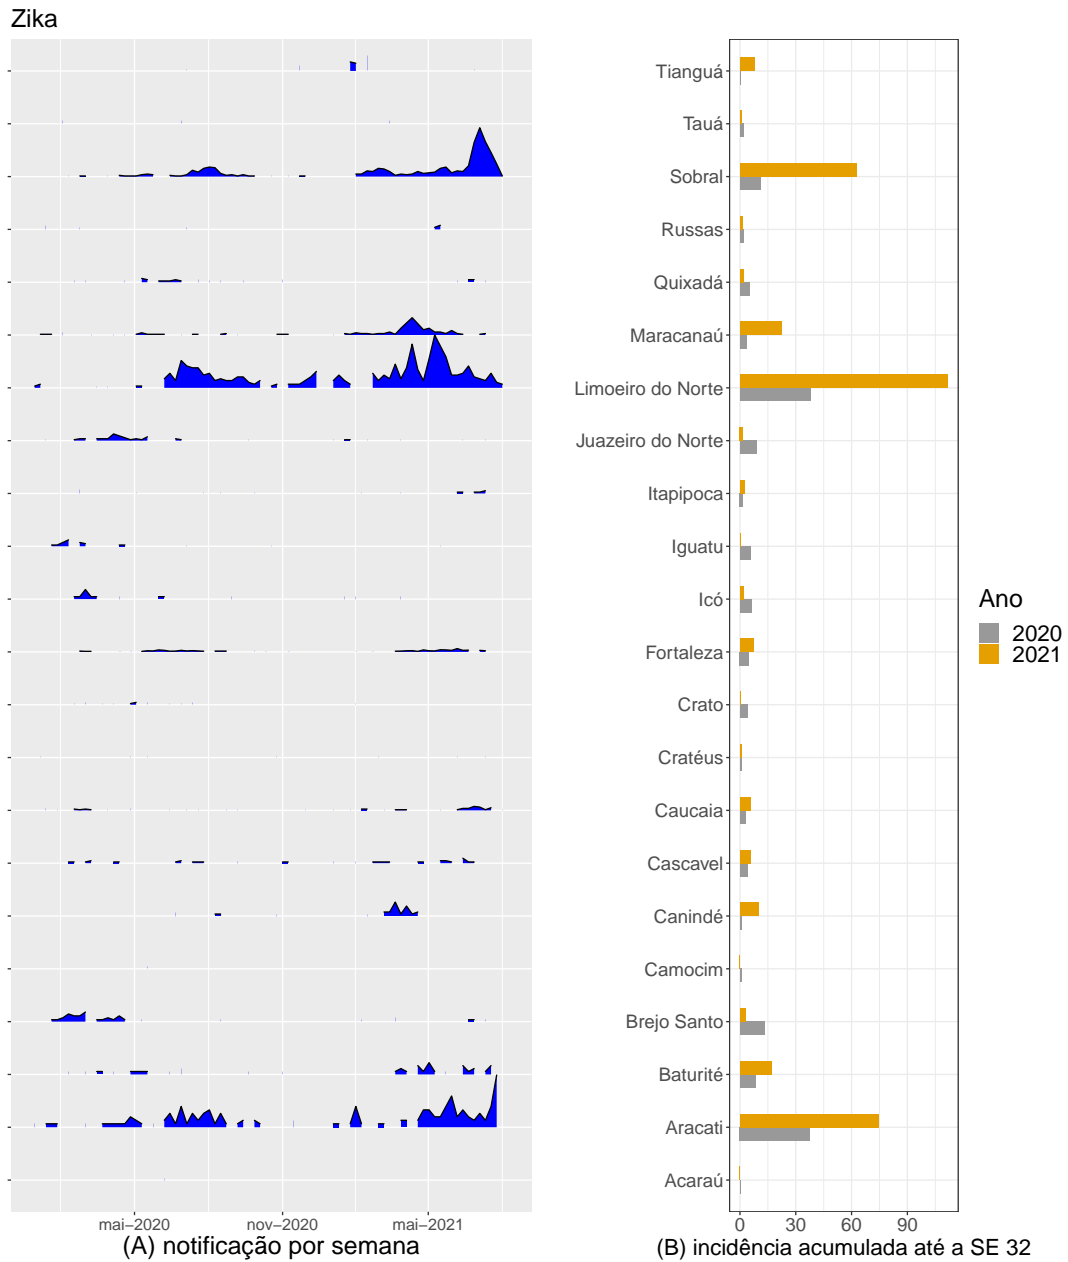 Zika
Tianguá
Tauá
Sobral
Russas
Quixadá
Maracanaú
Limoeiro do Norte
Juazeiro do Norte
Itapipoca
Iguatu
Icó
Fortaleza
Crato
Cratéus
Caucaia
Cascavel
Canindé
Camocim
Brejo Santo
Baturité
Aracati
Acaraú
mai−2020 nov−2020 mai−2021
(A) notificação por semana
0 30 60 90
(B) incidência acumulada até a SE 32
Ano
2020
2021